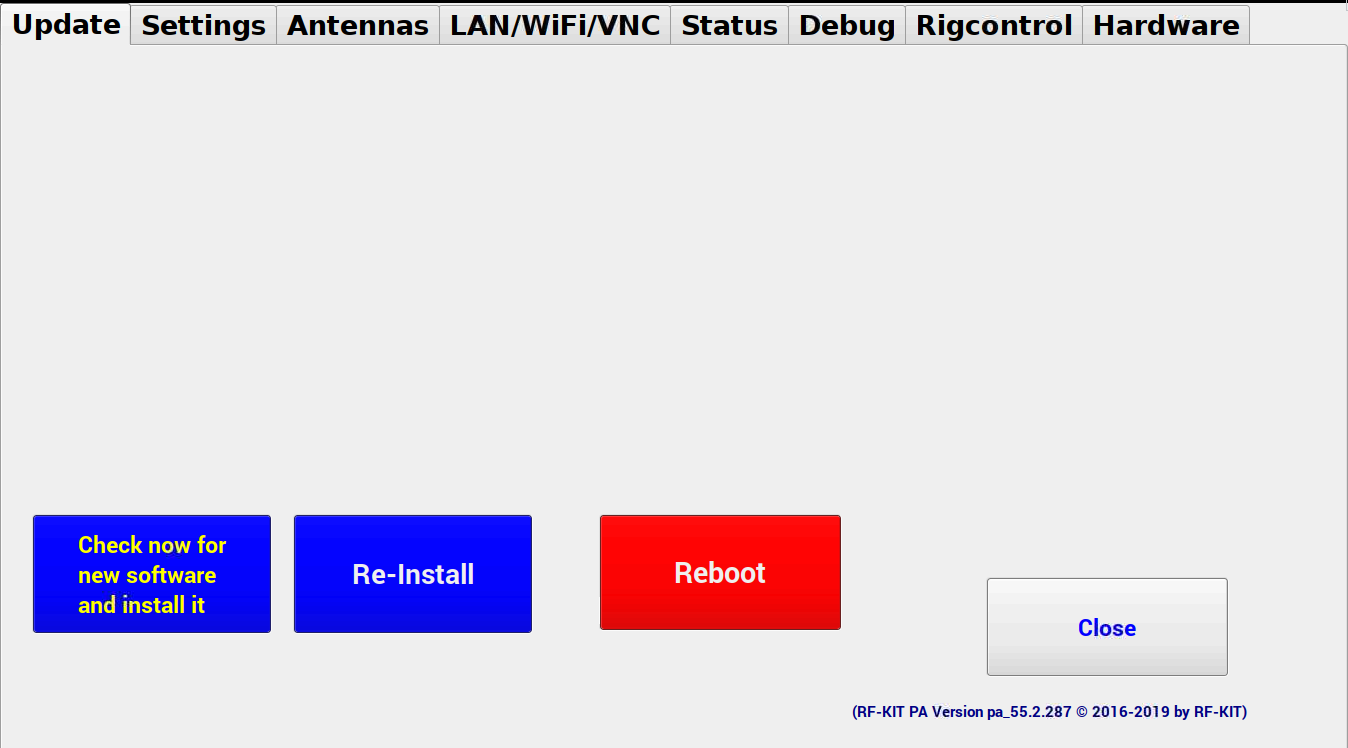 Update Settings Antennas LAN/WiFi/VNC Status Debug Rigcontrol Hardware
Check now for
new software
and install it
Re-Install
Reboot
Close
(RF-KIT PA Version pa_55.2.287 © 2016-2019 by RF-KIT)